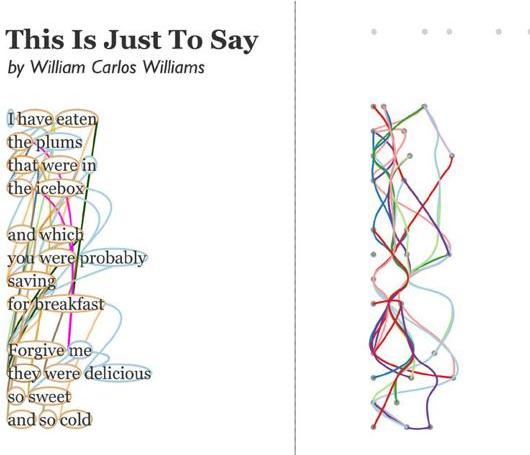 This Is Just To Say
by William Carlos Williams
I have eaten
the plums
that were in
the icebox
and which
you were probably
saving
for breakfast
Forgive me
they were delicious
so sweet
and so cold